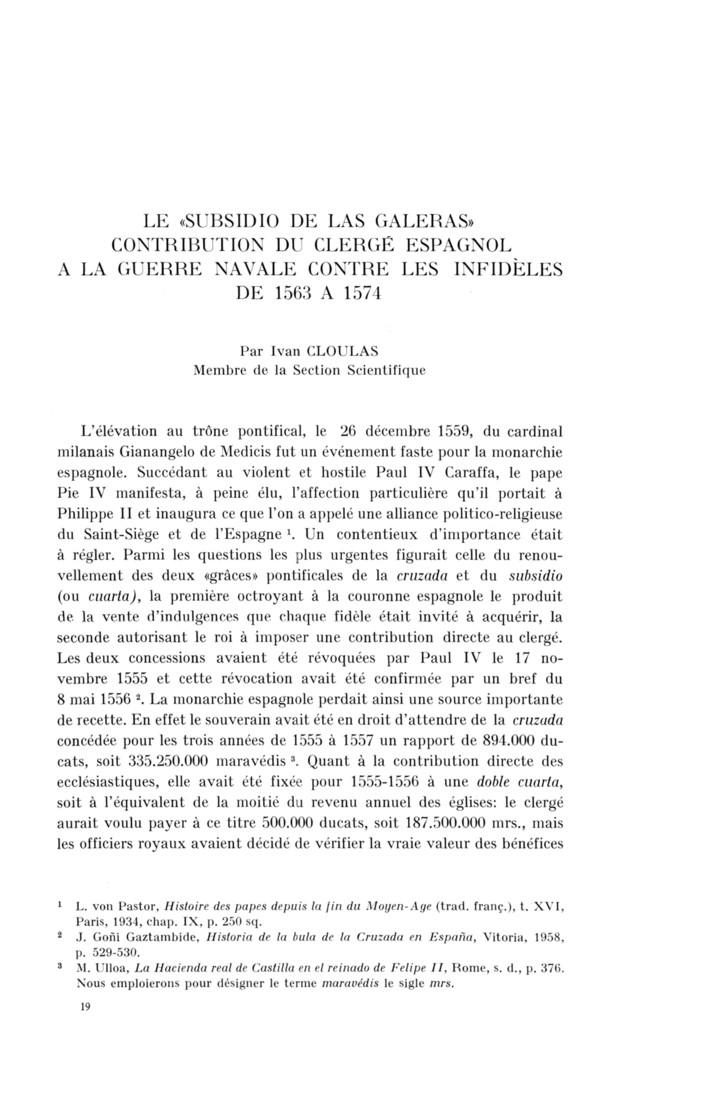 LE «SUBSIDIO DE LAS GALERAS»
CONTRIBUTION DU CLERGÉ ESPAGNOL
A LA GUERRE NAVALE CONTRE LES INFIDÈLES
DE 1563 A 1574
Par Ivan CLOULAS
Membre de la Section Scientifique
L'élévation au trône pontifical, le 26 décembre 1559, du cardinal
milanais Gianangelo de Medicis fut un événement faste pour la monarchie
espagnole. Succédant au violent et hostile Paul IV Caraffa, le pape
Pie IV manifesta, à peine élu, l'affection particulière qu'il portait à
Philippe II et inaugura ce que l'on a appelé une alliance politico-religieuse
du Saint-Siège et de l'Espagne ¹. Un contentieux d'importance était
à régler. Parmi les questions les plus urgentes figurait celle du renou-
vellement des deux «grâces» pontificales de la cruzada et du subsidio
(ou cuarta), la première octroyant à la couronne espagnole le produit
de la vente d'indulgences que chaque fidèle était invité à acquérir, la
seconde autorisant le roi à imposer une contribution directe au clergé.
Les deux concessions avaient été révoquées par Paul IV le 17 no-
vembre 1555 et cette révocation avait été confirmée par un bref du
8 mai 1556 ². La monarchie espagnole perdait ainsi une source importante
de recette. En effet le souverain avait été en droit d'attendre de la cruzada
concédée pour les trois années de 1555 à 1557 un rapport de 894.000 du-
cats, soit 335.250.000 maravédis ³. Quant à la contribution directe des
ecclésiastiques, elle avait été fixée pour 1555-1556 à une doble cuarta,
soit à l'équivalent de la moitié du revenu annuel des églises: le clergé
aurait voulu payer à ce titre 500.000 ducats, soit 187.500.000 mrs., mais
les officiers royaux avaient décidé de vérifier la vraie valeur des bénéfices
¹ L. von Pastor, Histoire des papes depuis la fin du Moyen-Age (trad. franç.), t. XVI,
Paris, 1934, chap. IX, p. 250 sq.
² J. Goñi Gaztambide, Historia de la bula de la Cruzada en España, Vitoria, 1958,
p. 529-530.
³ M. Ulloa, La Hacienda real de Castilla en el reinado de Felipe II, Rome, s. d., p. 376.
Nous emploierons pour désigner le terme maravédis le sigle mrs.
19